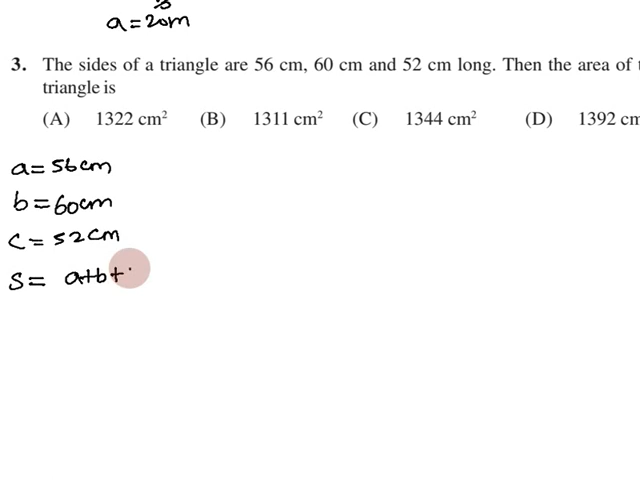 a = 20m
3. The sides of a triangle are 56 cm, 60 cm and 52 cm long. Then the area of
triangle is
(A) 1322 cm² (B) 1311 cm² (C) 1344 cm² (D) 1392 cm
a = 56cm
b = 60cm
c = 52cm
S = a+b+